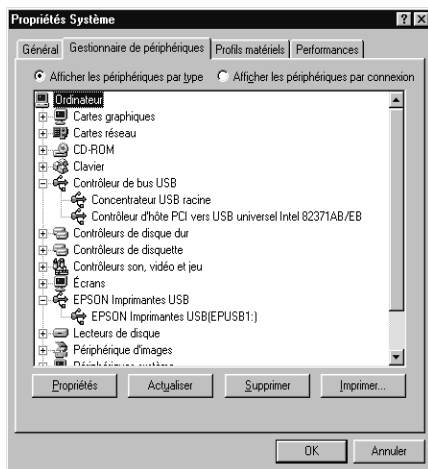 Propriétés Système
Général Gestionnaire de périphériques Profils matériels Performances
Afficher les périphériques par type Afficher les périphériques par connexion
Ordinateur
Cartes graphiques
Cartes réseau
CD-ROM
Clavier
Contrôleur de bus USB
Concentrateur USB racine
Contrôleur d'hôte PCI vers USB universel Intel 82371AB/EB
Contrôleurs de disque dur
Contrôleurs de disquette
Contrôleurs son, vidéo et jeu
Écrans
EPSON Imprimantes USB
EPSON Imprimantes USB(EPUSB1:)
Lecteurs de disque
Périphérique d'images
Périphériques système
Propriétés Actualiser Supprimer Imprimer...
OK Annuler